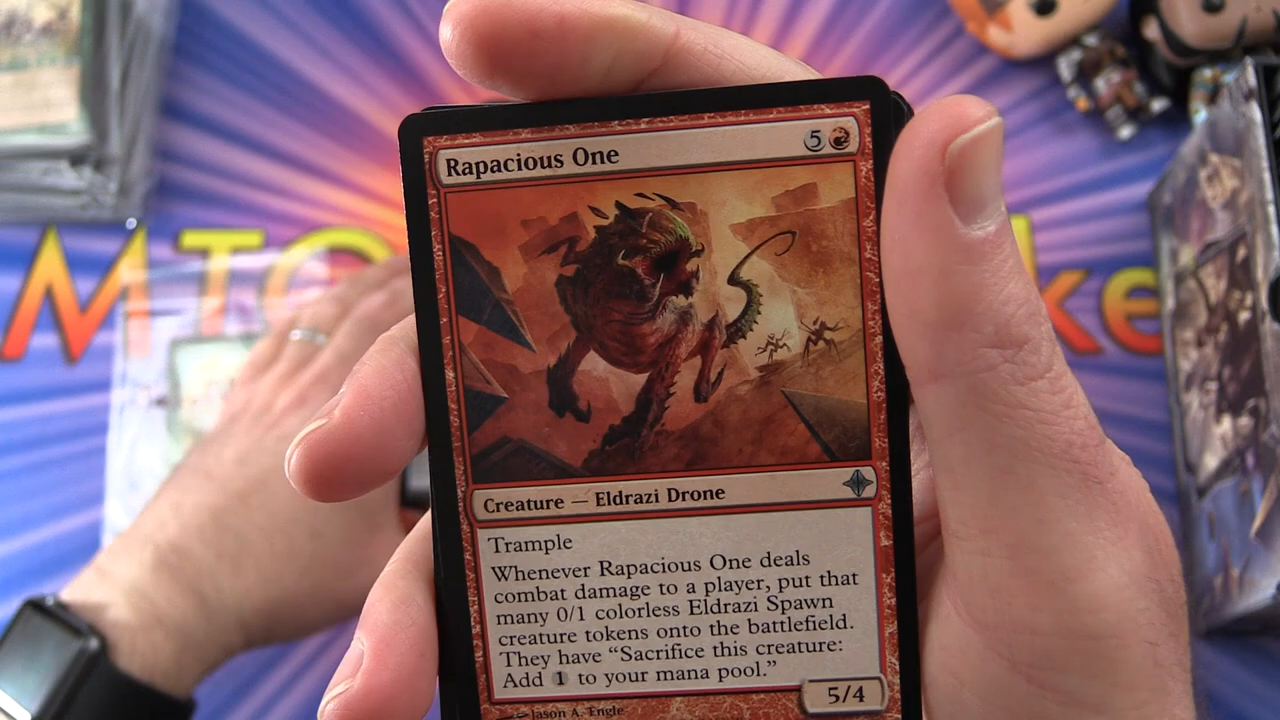 MTG
ke
Rapacious One 5
Creature — Eldrazi Drone
Trample
Whenever Rapacious One deals
combat damage to a player, put that
many 0/1 colorless Eldrazi Spawn
creature tokens onto the battlefield.
They have “Sacrifice this creature:
Add 1 to your mana pool.”
5/4
Jason A. Engle